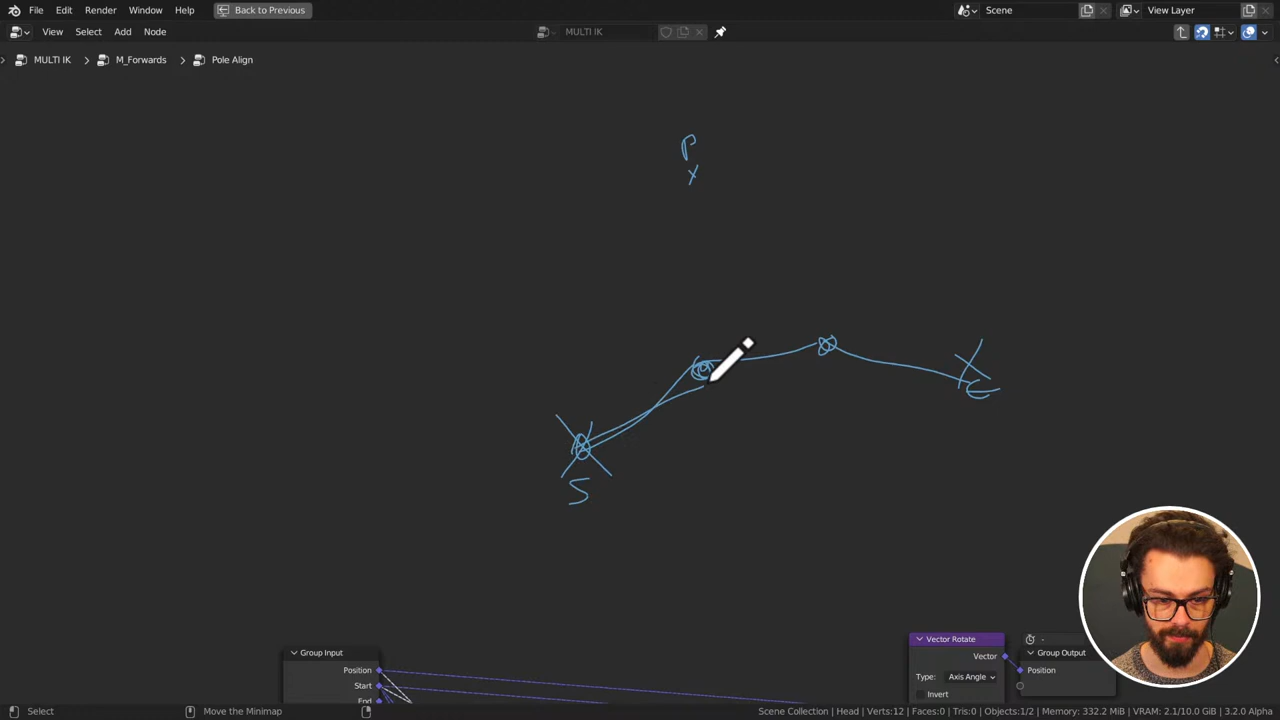 File Edit Render Window Help Back to Previous Scene View Layer
View Select Add Node MULTI IK
MULTI IK M_Forwards Pole Align
P
S
Vector Rotate
Vector
Type: Axis Angle
Invert
-
Group Output
Position
Group Input
Position
Start
End
Select Move the Minimap Scene Collection | Head | Verts:12 | Faces:0 | Tris:0 | Objects:1/2 | Memory: 332.2 MiB | VRAM: 2.1/10.0 GiB | 3.2.0 Alpha